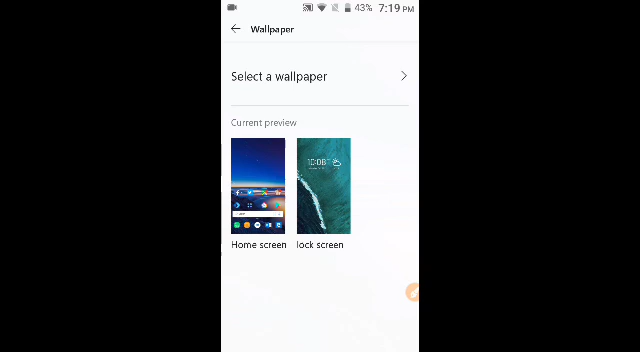 43% 7:19 PM
Wallpaper
Select a wallpaper
Current preview
10:08
Home screen
lock screen